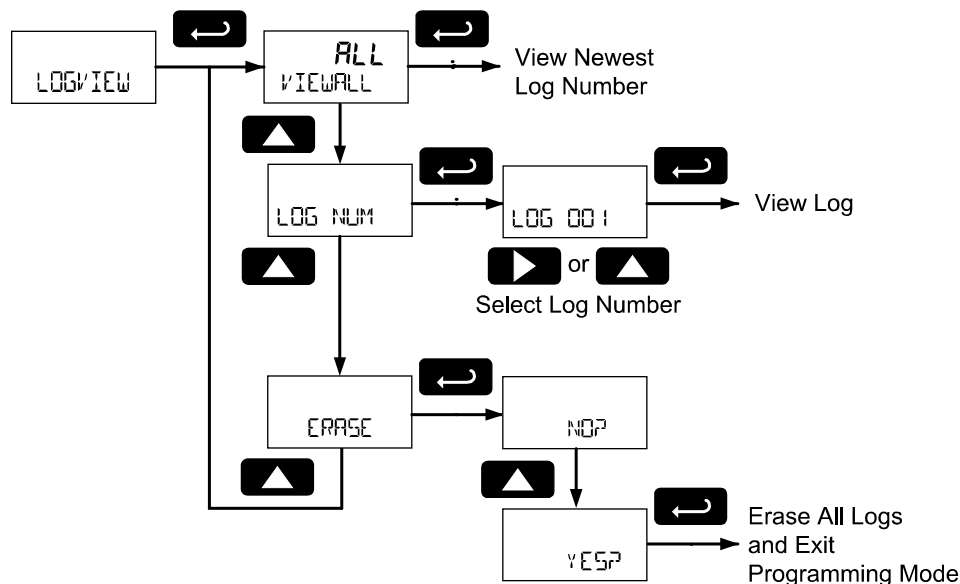 LOGVIEW
ALL
VIEWALL
View Newest
Log Number
LOG NUM
LOG 001
View Log
or
Select Log Number
ERASE
NO?
YES?
Erase All Logs
and Exit
Programming Mode